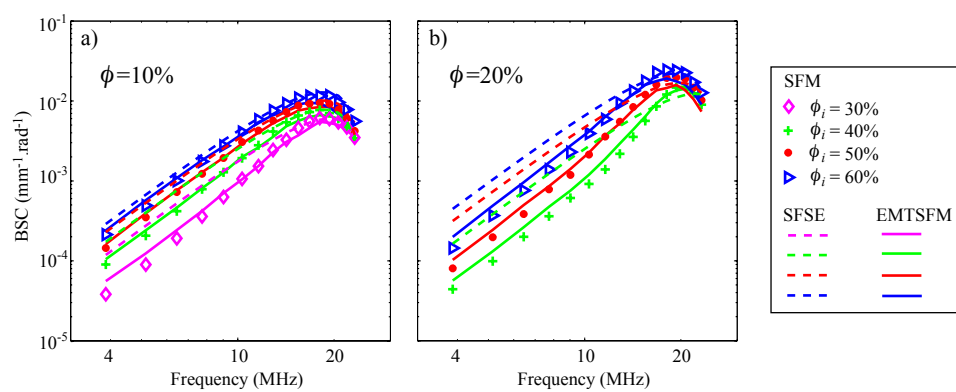 a)
ϕ=10%
BSC (mm⁻¹ rad⁻¹)
10⁻¹
10⁻²
10⁻³
10⁻⁴
10⁻⁵
4 10 20
Frequency (MHz)
b)
ϕ=20%
4 10 20
Frequency (MHz)
SFM
ϕᵢ = 30%
ϕᵢ = 40%
ϕᵢ = 50%
ϕᵢ = 60%
SFSE EMTSFM